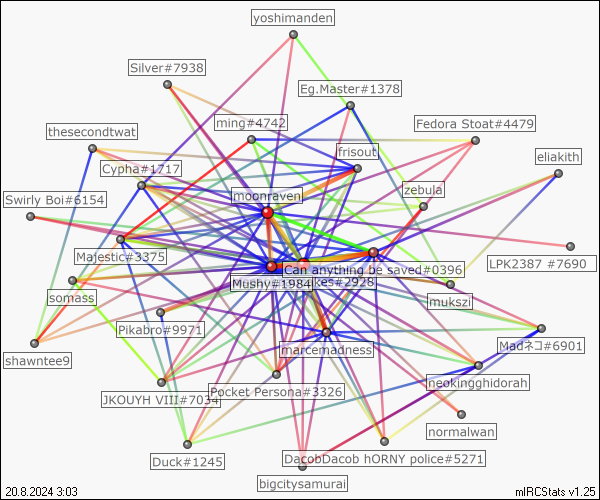 yoshimanden
Silver#7938
Eg.Master#1378
ming#4742
Fedora Stoat#4479
thesecondtwat
frisout
eliakith
Cypha#1717
zebula
moonraven
Swirly Boi#6154
Majestic#3375
LPK2387 #7690
Can anything be saved#0396
Mushy#1984
kes#2928
somass
mukszi
Pikabro#9971
marcemadness
Madネコ#6901
shawntee9
neokingghidorah
Pocket Persona#3326
JKOUYH VIII#7034
normalwan
Duck#1245
DacobDacob hORNY police#5271
bigcitysamurai
20.8.2024 3:03
mIRCStats v1.25